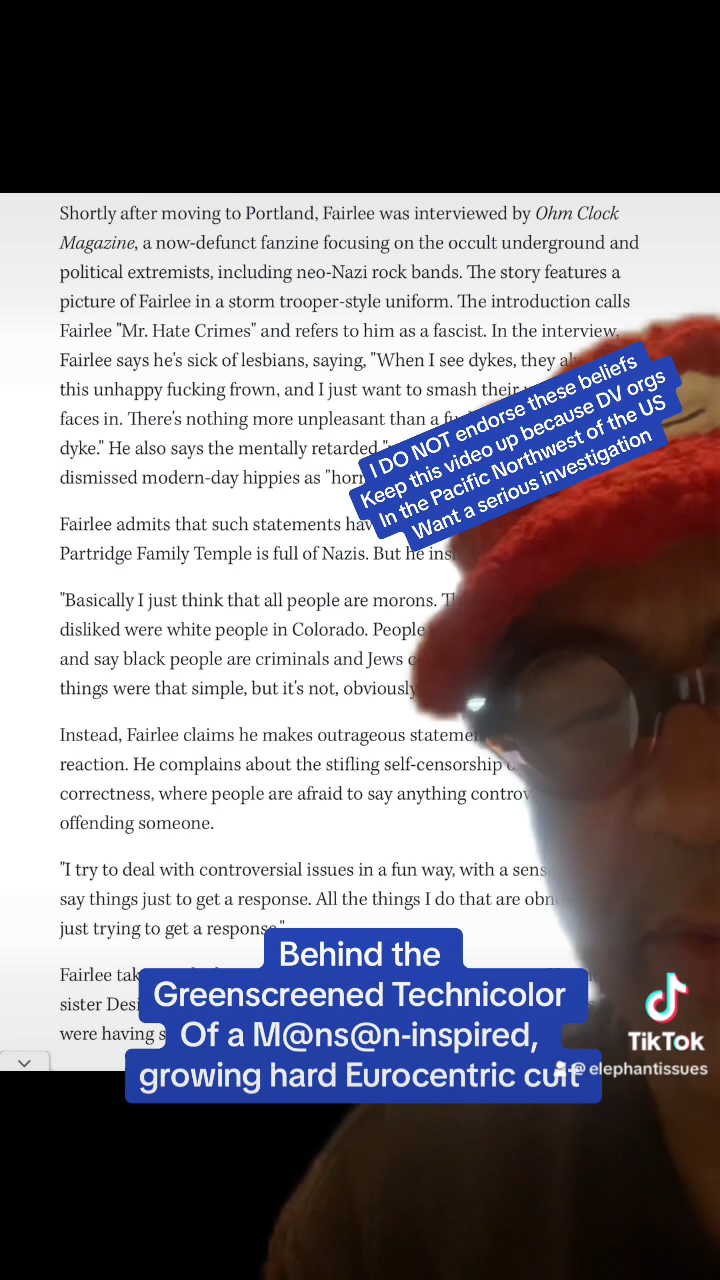 Shortly after moving to Portland, Fairlee was interviewed by Ohm Clock
Magazine, a now-defunct fanzine focusing on the occult underground and
political extremists, including neo-Nazi rock bands. The story features a
picture of Fairlee in a storm trooper-style uniform. The introduction calls
Fairlee "Mr. Hate Crimes" and refers to him as a fascist. In the interview,
Fairlee says he's sick of lesbians, saying, "When I see dykes, they
this unhappy fucking frown, and I just want to smash their
faces in. There's nothing more unpleasant than a
dyke." He also says the mentally retarded
dismissed modern-day hippies as
Fairlee admits that such statements
Partridge Family Temple is full of Nazis. But he
"Basically I just think that all people are morons.
disliked were white people in Colorado. People
and say black people are criminals and Jews
things were that simple, but it's not, obviously
Instead, Fairlee claims he makes outrageous
reaction. He complains about the stifling self-censorship
correctness, where people are afraid to say anything
offending someone.
"I try to deal with controversial issues in a fun way, with a
say things just to get a response. All the things I do that are
just trying to get a response."
Fairlee
sister
were having
I DO NOT endorse these beliefs
Keep this video up because DV orgs
In the Pacific Northwest of the US
Want a serious investigation
Behind the
Greenscreened Technicolor
Of a M@ns@n-inspired,
growing hard Eurocentric cult
TikTok
@elephantissues